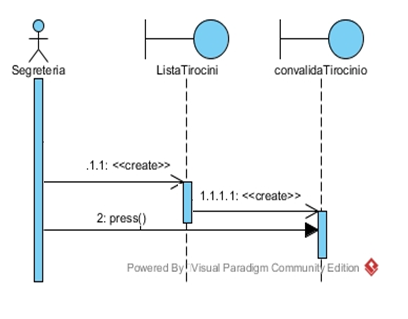 Segreteria
ListaTirocini
convalidaTirocinio
.1.1: <<create>>
1.1.1.1: <<create>>
2: press()
Powered By Visual Paradigm Community Edition